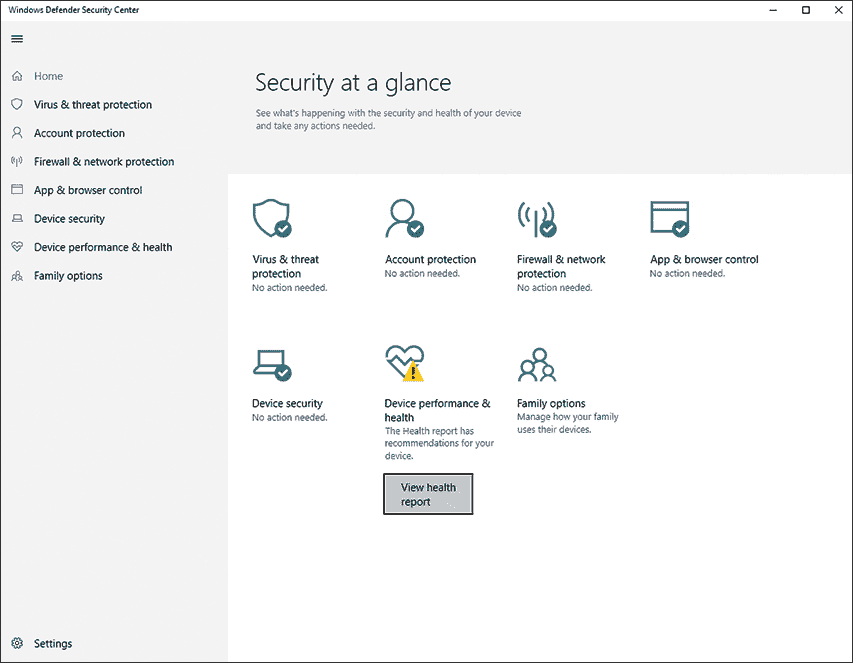 Windows Defender Security Center
Home
Virus & threat protection
Account protection
Firewall & network protection
App & browser control
Device security
Device performance & health
Family options
Settings
Security at a glance
See what's happening with the security and health of your device
and take any actions needed.
Virus & threat
protection
No action needed.
Account protection
No action needed.
Firewall & network
protection
No action needed.
App & browser control
No action needed.
Device security
No action needed.
Device performance &
health
The Health report has
recommendations for your
device.
View health
report
Family options
Manage how your family
uses their devices.